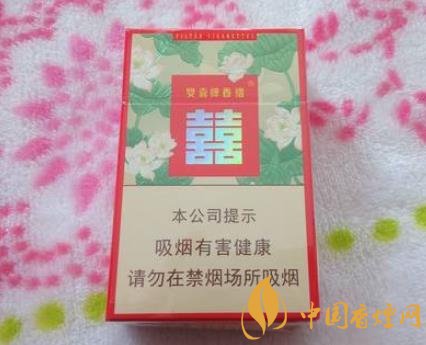 FILTER CIGARETTES
雙喜牌香烟
®
囍
本公司提示
吸烟有害健康
请勿在禁烟场所吸烟
中国香烟网